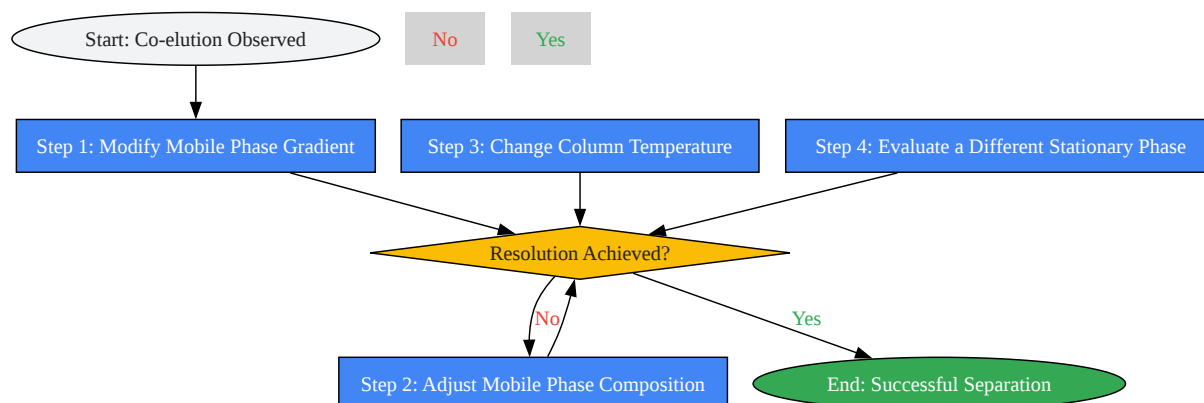 Start: Co-elution Observed
No
Yes
Step 1: Modify Mobile Phase Gradient
Step 3: Change Column Temperature
Step 4: Evaluate a Different Stationary Phase
Resolution Achieved?
No
Yes
Step 2: Adjust Mobile Phase Composition
End: Successful Separation